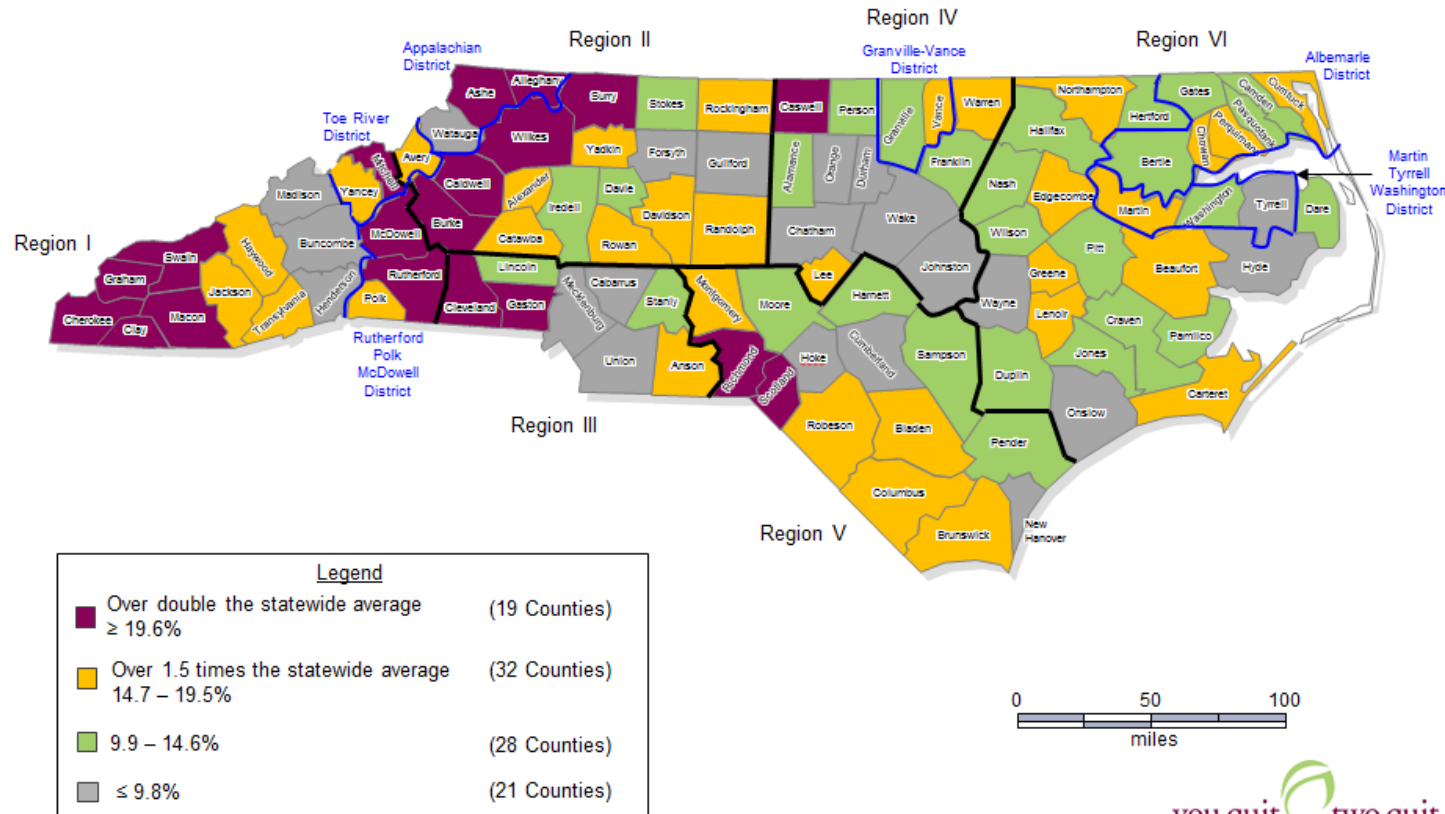 Region IV
Region II
Region VI
Appalachian
District
Granville-Vance
District
Albemarle
District
Toe River
District
Martin
Tyrrell
Washington
District
Region I
Rutherford
Polk
McDowell
District
Region III
Region V
Ashe
Alleghany
Surry
Stokes
Rockingham
Caswell
Person
Granville
Vance
Warren
Northampton
Gates
Camden
Currituck
Pasquotank
Perquimans
Hertford
Halifax
Watauga
Wilkes
Yadkin
Forsyth
Guilford
Alamance
Orange
Durham
Franklin
Bertie
Chowan
Mitchell
Avery
Yancey
Madison
Caldwell
Alexander
Iredell
Davie
Davidson
Randolph
Nash
Edgecombe
Martin
Washington
Tyrrell
Dare
Burke
McDowell
Buncombe
Haywood
Swain
Graham
Jackson
Catawba
Rowan
Chatham
Wake
Wilson
Pitt
Beaufort
Hyde
Cherokee
Clay
Macon
Transylvania
Henderson
Polk
Rutherford
Cleveland
Lincoln
Gaston
Mecklenburg
Cabarrus
Stanly
Montgomery
Moore
Lee
Harnett
Johnston
Wayne
Greene
Lenoir
Craven
Pamlico
Jones
Union
Anson
Richmond
Scotland
Hoke
Cumberland
Sampson
Duplin
Onslow
Carteret
Robeson
Bladen
Pender
Columbus
Brunswick
New
Hanover
Legend
Over double the statewide average (19 Counties)
≥ 19.6%
Over 1.5 times the statewide average (32 Counties)
14.7 – 19.5%
9.9 – 14.6% (28 Counties)
≤ 9.8% (21 Counties)
0 50 100
miles
you quit two quit